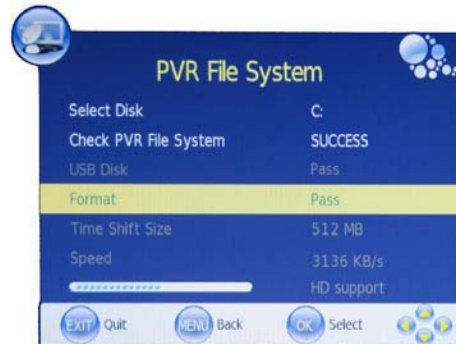 PVR File System
Select Disk C:
Check PVR File System SUCCESS
USB Disk Pass
Format Pass
Time Shift Size 512 MB
Speed 3136 KB/s
HD support
EXIT Quit MENU Back OK Select